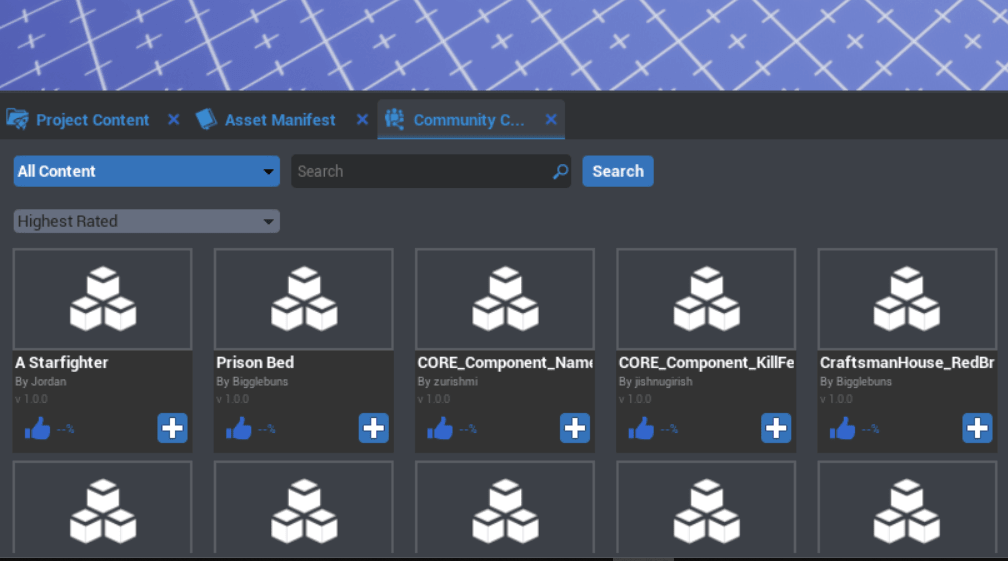 Project Content
Asset Manifest
Community C...
All Content
Search
Search
Highest Rated
A Starfighter
By Jordan
v 1.0.0
--%
Prison Bed
By Bigglebuns
v 1.0.0
--%
CORE_Component_Name
By zurishmi
v 1.0.0
--%
CORE_Component_KillFe
By jishnugirish
v 1.0.0
--%
CraftsmanHouse_RedBr
By Bigglebuns
v 1.0.0
--%